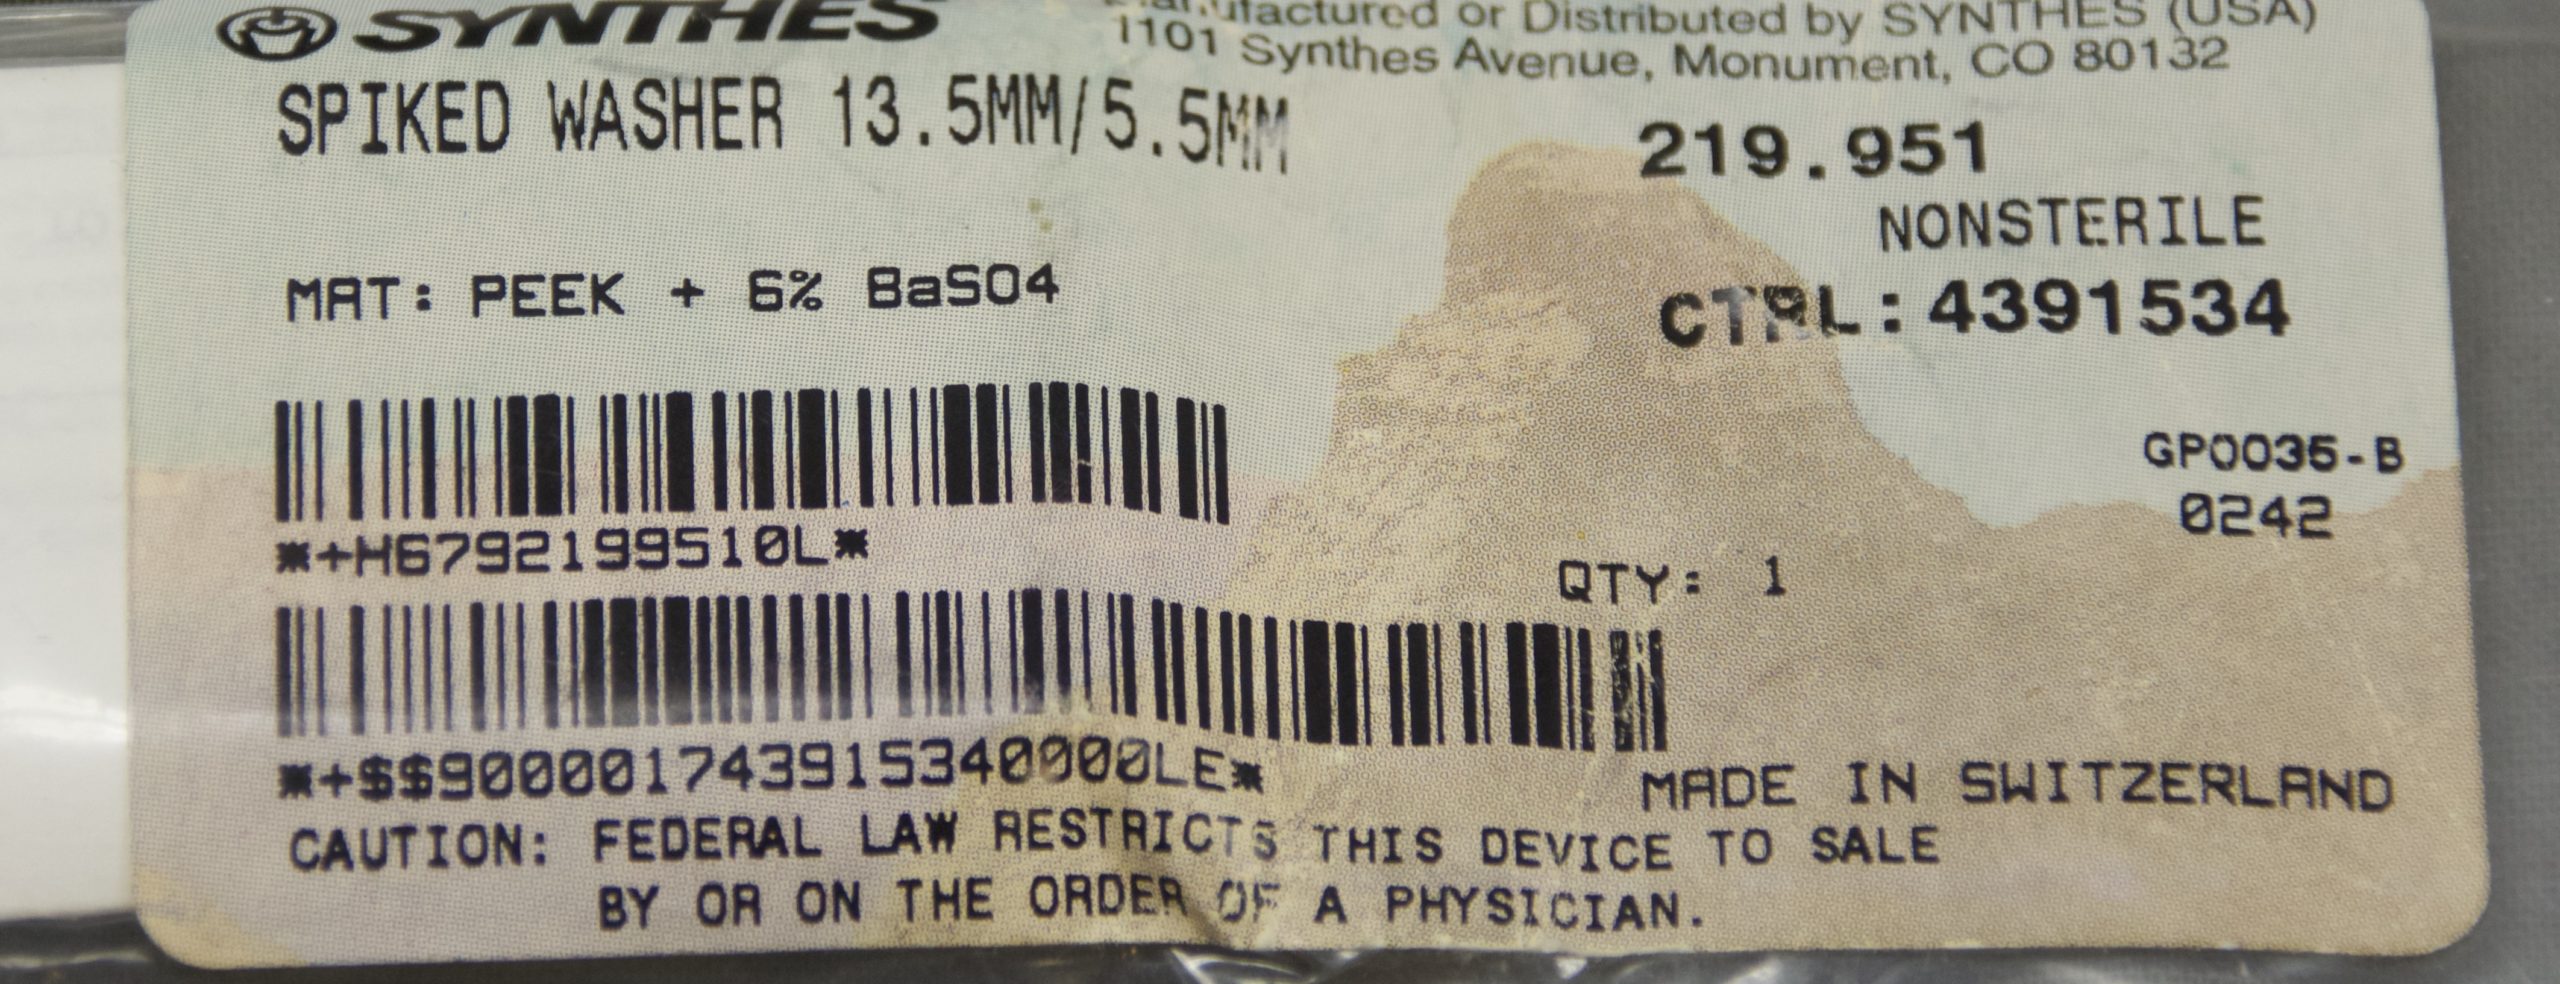 SYNTHES
Manufactured or Distributed by SYNTHES (USA)
1101 Synthes Avenue, Monument, CO 80132
SPIKED WASHER 13.5MM/5.5MM
219.951
NONSTERILE
MAT: PEEK + 6% BaSO4
CTRL: 4391534
GP0035-B
0242
*+H6792199510L*
QTY: 1
*+$$9000001743915340000LE*
MADE IN SWITZERLAND
CAUTION: FEDERAL LAW RESTRICTS THIS DEVICE TO SALE
BY OR ON THE ORDER OF A PHYSICIAN.